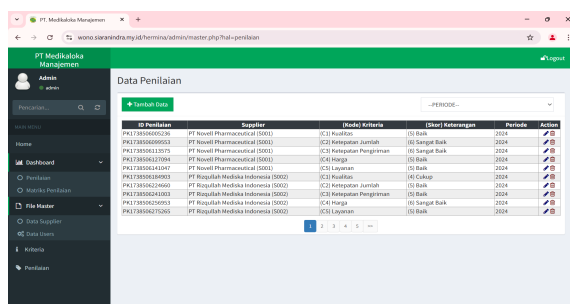 PT. Medikaloka Manajemen
wono.siaranindra.my.id/hermina/admin/master.php?hal=penilaian
PT Medikaloka
Manajemen
Logout
Admin
admin
Pencarian...
MAIN MENU
Home
Dashboard
Penilaian
Matriks Penilaian
File Master
Data Supplier
Data Users
Kriteria
Penilaian
Data Penilaian
Tambah Data
--PERIODE--
ID Penilaian Supplier (Kode) Kriteria (Skor) Keterangan Periode Action
PK1738506005236 PT Novell Pharmaceutical (S001) (C1) Kualitas (5) Baik 2024
PK1738506099553 PT Novell Pharmaceutical (S001) (C2) Ketepatan Jumlah (6) Sangat Baik 2024
PK1738506113575 PT Novell Pharmaceutical (S001) (C3) Ketepatan Pengiriman (5) Baik 2024
PK1738506127094 PT Novell Pharmaceutical (S001) (C4) Harga (5) Baik 2024
PK1738506141047 PT Novell Pharmaceutical (S001) (C5) Layanan (5) Baik 2024
PK1738506184903 PT Rizqullah Mediska Indonesia (S002) (C1) Kualitas (4) Cukup 2024
PK1738506224660 PT Rizqullah Mediska Indonesia (S002) (C2) Ketepatan Jumlah (5) Baik 2024
PK1738506241003 PT Rizqullah Mediska Indonesia (S002) (C3) Ketepatan Pengiriman (5) Baik 2024
PK1738506256953 PT Rizqullah Mediska Indonesia (S002) (C4) Harga (6) Sangat Baik 2024
PK1738506275265 PT Rizqullah Mediska Indonesia (S002) (C5) Layanan (5) Baik 2024
1 2 3 4 5